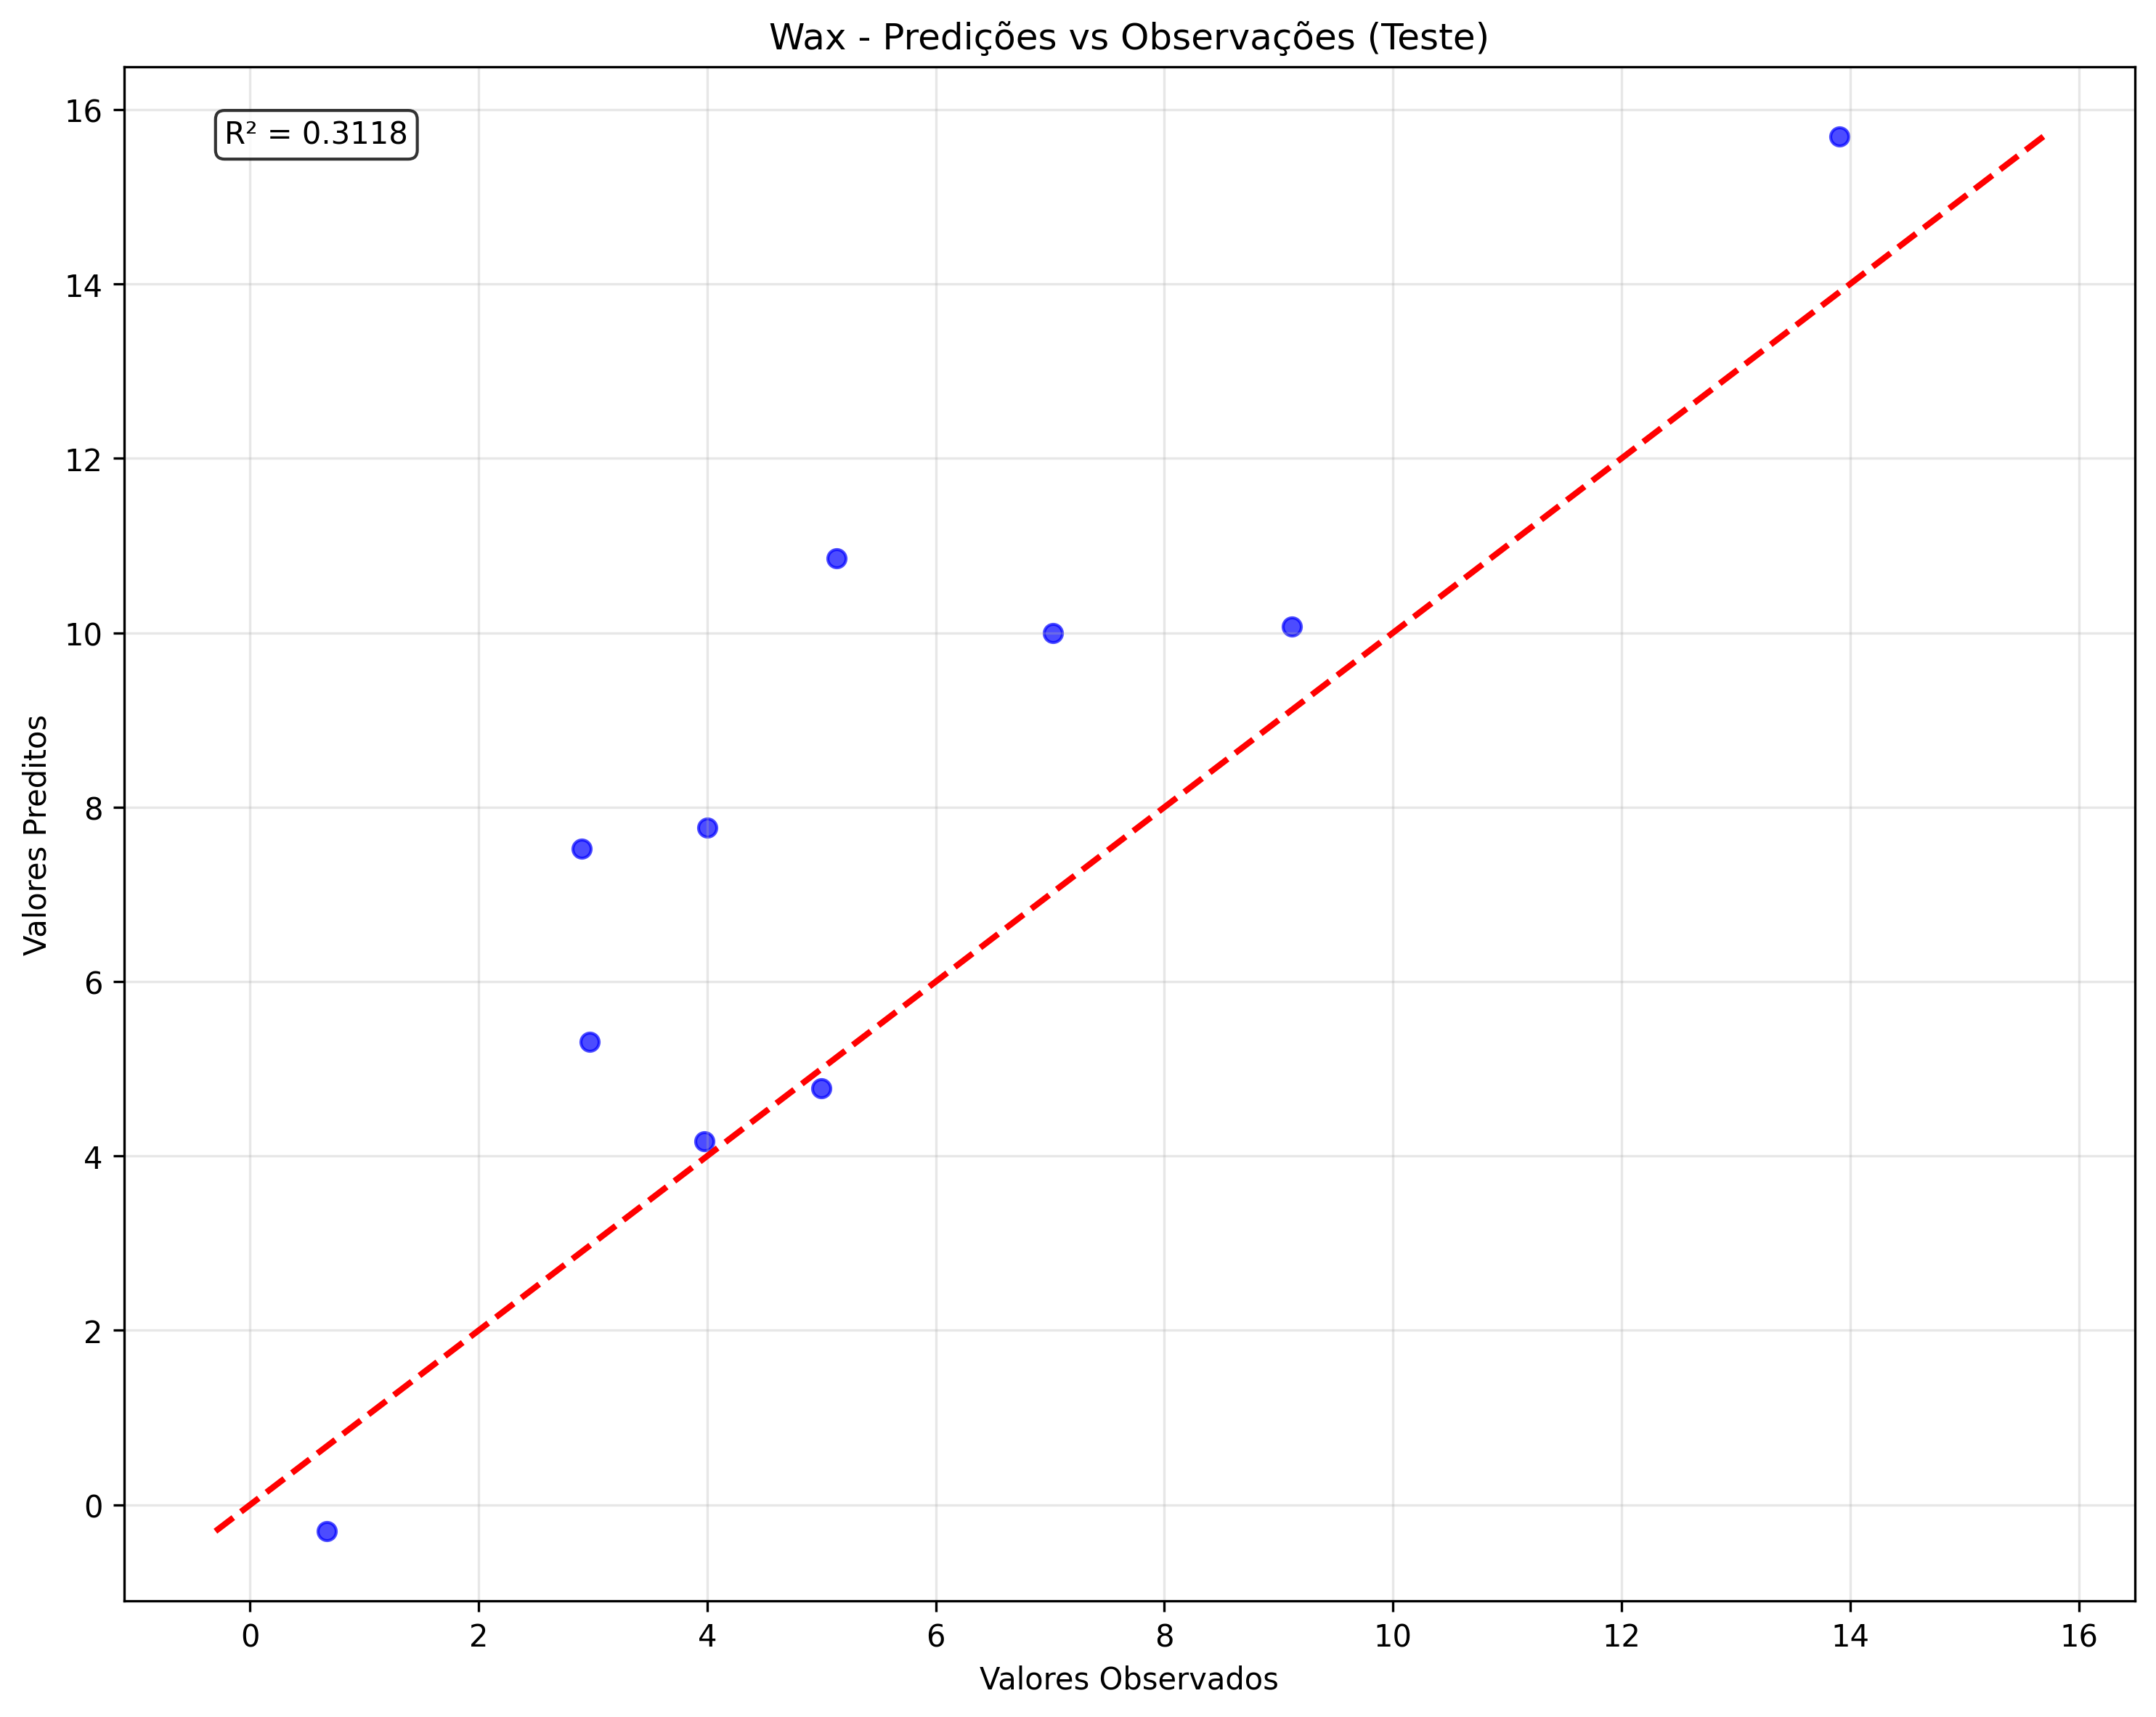 Wax - Predições vs Observações (Teste)
R² = 0.3118
16
14
12
10
8
6
4
2
0
Valores Preditos
0 2 4 6 8 10 12 14 16
Valores Observados